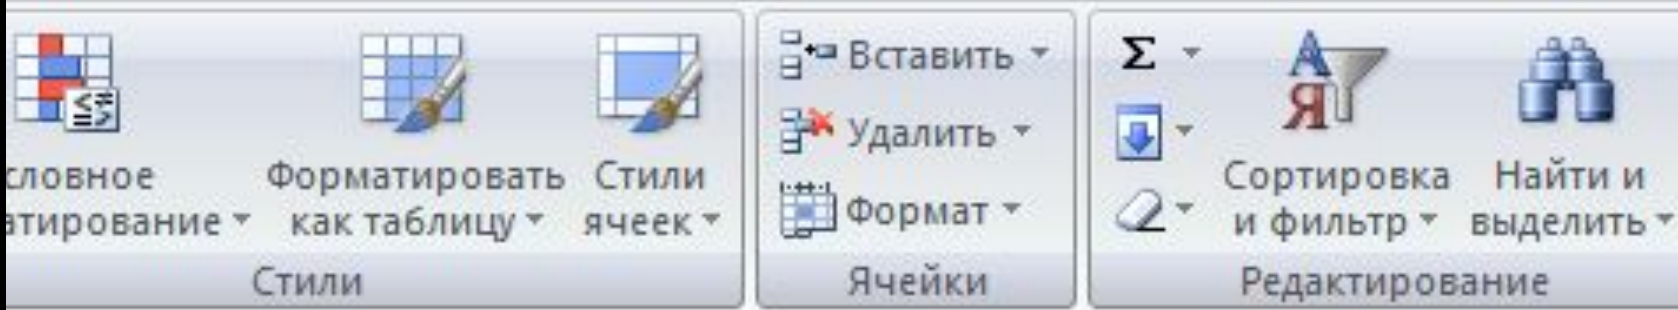 словное
атирование
Форматировать
как таблицу
Стили
ячеек
Стили
Вставить
Удалить
Формат
Ячейки
Σ
А
Я
Сортировка
и фильтр
Найти и
выделить
Редактирование